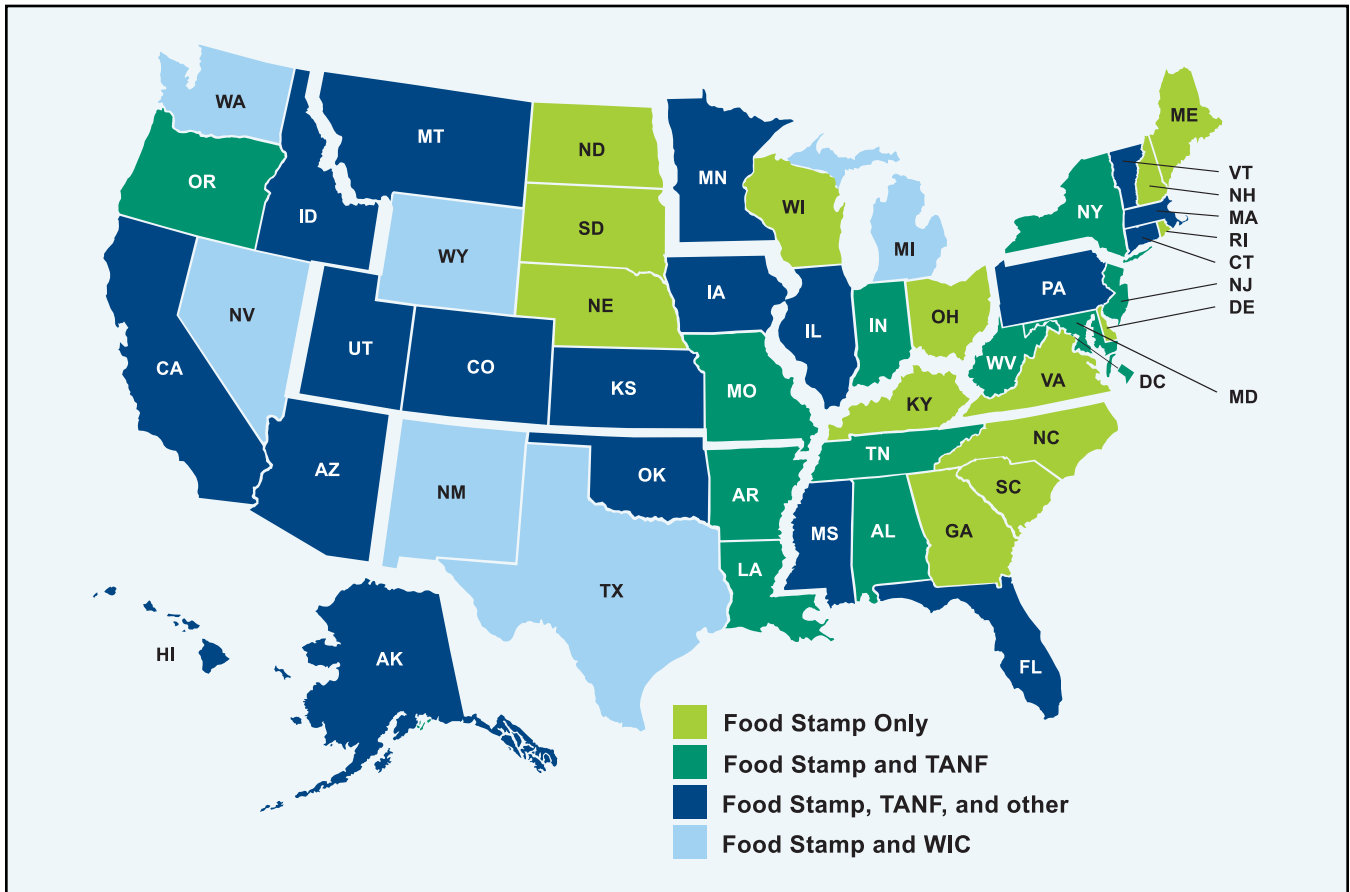 WA
MT
ND
MN
ME
VT
NH
MA
RI
CT
NJ
DE
MD
DC
OR
ID
WY
SD
WI
MI
NY
NV
UT
CO
NE
IA
IL
IN
OH
PA
WV
VA
CA
KS
MO
KY
AZ
NM
OK
AR
TN
NC
SC
MS
AL
GA
LA
TX
FL
HI
AK
Food Stamp Only
Food Stamp and TANF
Food Stamp, TANF, and other
Food Stamp and WIC